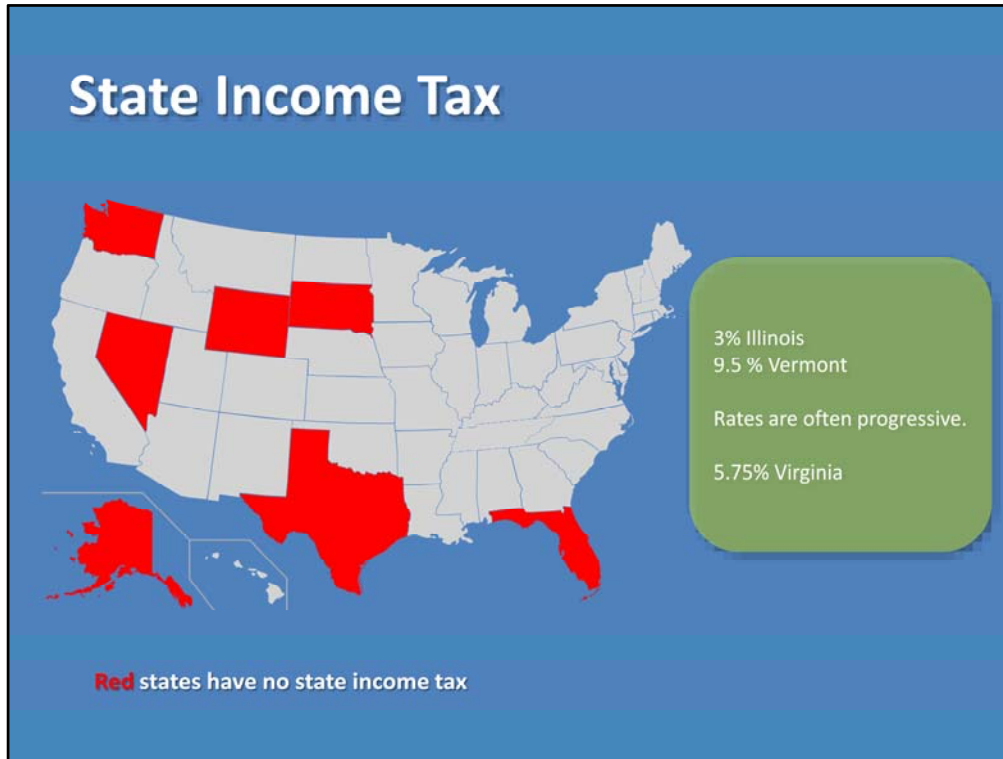 State Income Tax
3% Illinois
9.5 % Vermont
Rates are often progressive.
5.75% Virginia
Red states have no state income tax